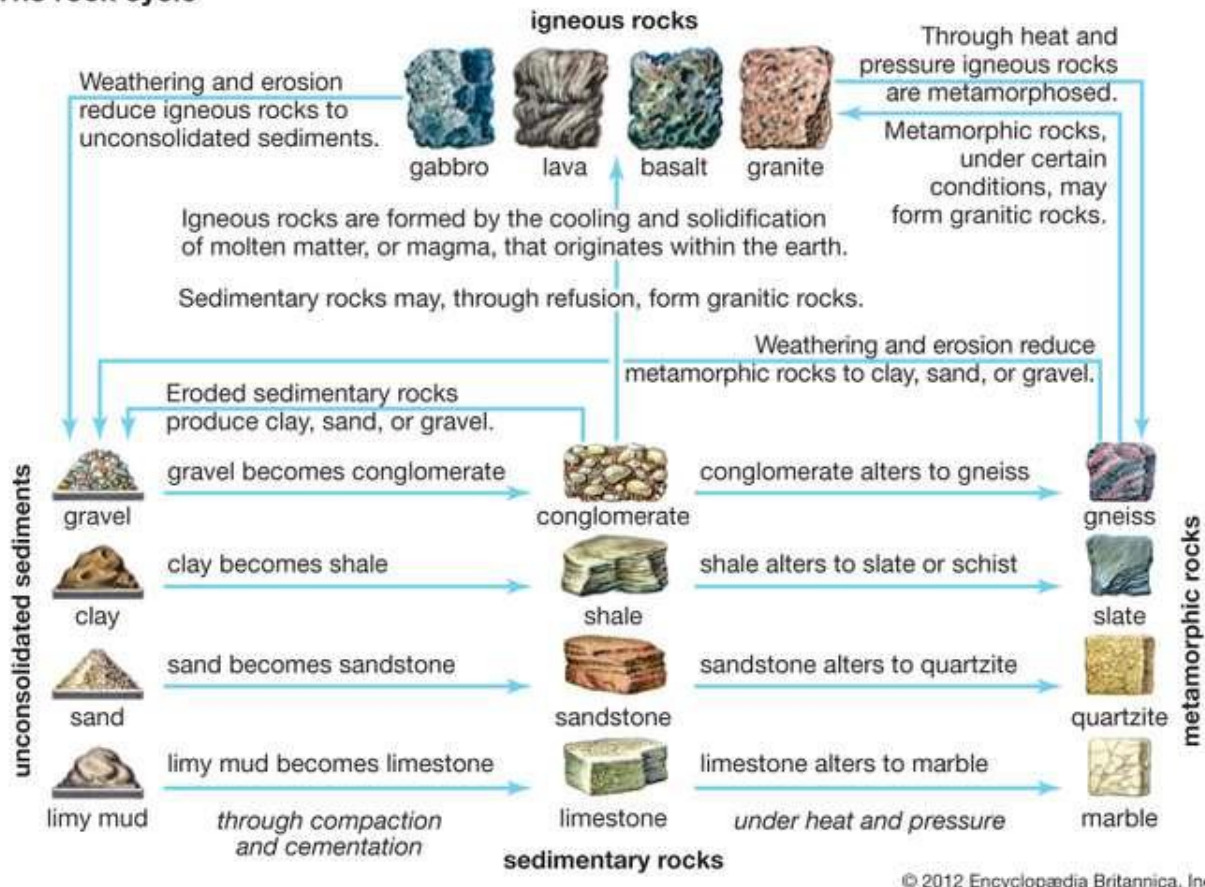 The rock cycle
igneous rocks
Weathering and erosion
reduce igneous rocks to
unconsolidated sediments.
gabbro
lava
basalt
granite
Through heat and
pressure igneous rocks
are metamorphosed.
Metamorphic rocks,
under certain
conditions, may
form granitic rocks.
Igneous rocks are formed by the cooling and solidification
of molten matter, or magma, that originates within the earth.
Sedimentary rocks may, through refusion, form granitic rocks.
Weathering and erosion reduce
metamorphic rocks to clay, sand, or gravel.
Eroded sedimentary rocks
produce clay, sand, or gravel.
unconsolidated sediments
gravel
gravel becomes conglomerate
conglomerate
conglomerate alters to gneiss
gneiss
clay
clay becomes shale
shale
shale alters to slate or schist
slate
sand
sand becomes sandstone
sandstone
sandstone alters to quartzite
quartzite
limy mud
limy mud becomes limestone
limestone
limestone alters to marble
marble
metamorphic rocks
through compaction
and cementation
under heat and pressure
sedimentary rocks
© 2012 Encyclopædia Britannica, Inc